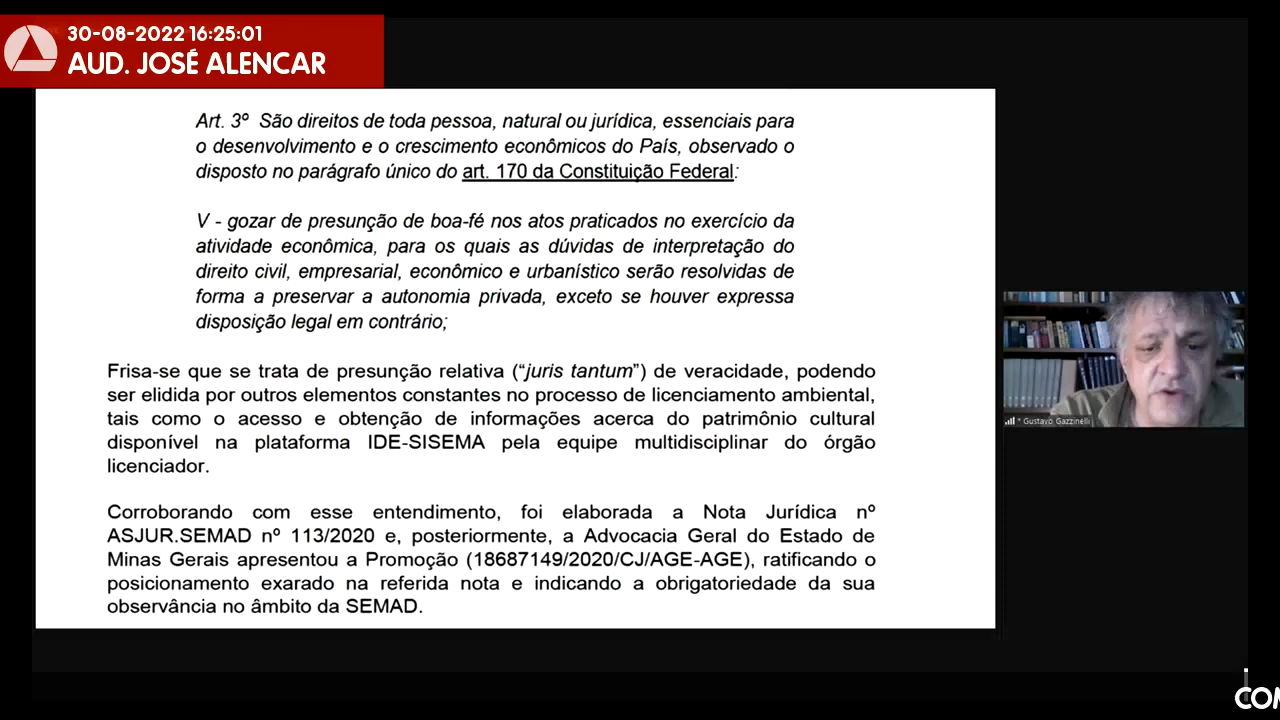 30-08-2022 16:25:01
AUD. JOSÉ ALENCAR
Art. 3º São direitos de toda pessoa, natural ou jurídica, essenciais para
o desenvolvimento e o crescimento econômicos do País, observado o
disposto no parágrafo único do art. 170 da Constituição Federal:
V - gozar de presunção de boa-fé nos atos praticados no exercício da
atividade econômica, para os quais as dúvidas de interpretação do
direito civil, empresarial, econômico e urbanístico serão resolvidas de
forma a preservar a autonomia privada, exceto se houver expressa
disposição legal em contrário;
Frisa-se que se trata de presunção relativa (“juris tantum”) de veracidade, podendo
ser elidida por outros elementos constantes no processo de licenciamento ambiental,
tais como o acesso e obtenção de informações acerca do patrimônio cultural
disponível na plataforma IDE-SISEMA pela equipe multidisciplinar do órgão
licenciador.
Corroborando com esse entendimento, foi elaborada a Nota Jurídica nº
ASJUR.SEMAD nº 113/2020 e, posteriormente, a Advocacia Geral do Estado de
Minas Gerais apresentou a Promoção (18687149/2020/CJ/AGE-AGE), ratificando o
posicionamento exarado na referida nota e indicando a obrigatoriedade da sua
observância no âmbito da SEMAD.
* Gustavo Gazzinelli
COM